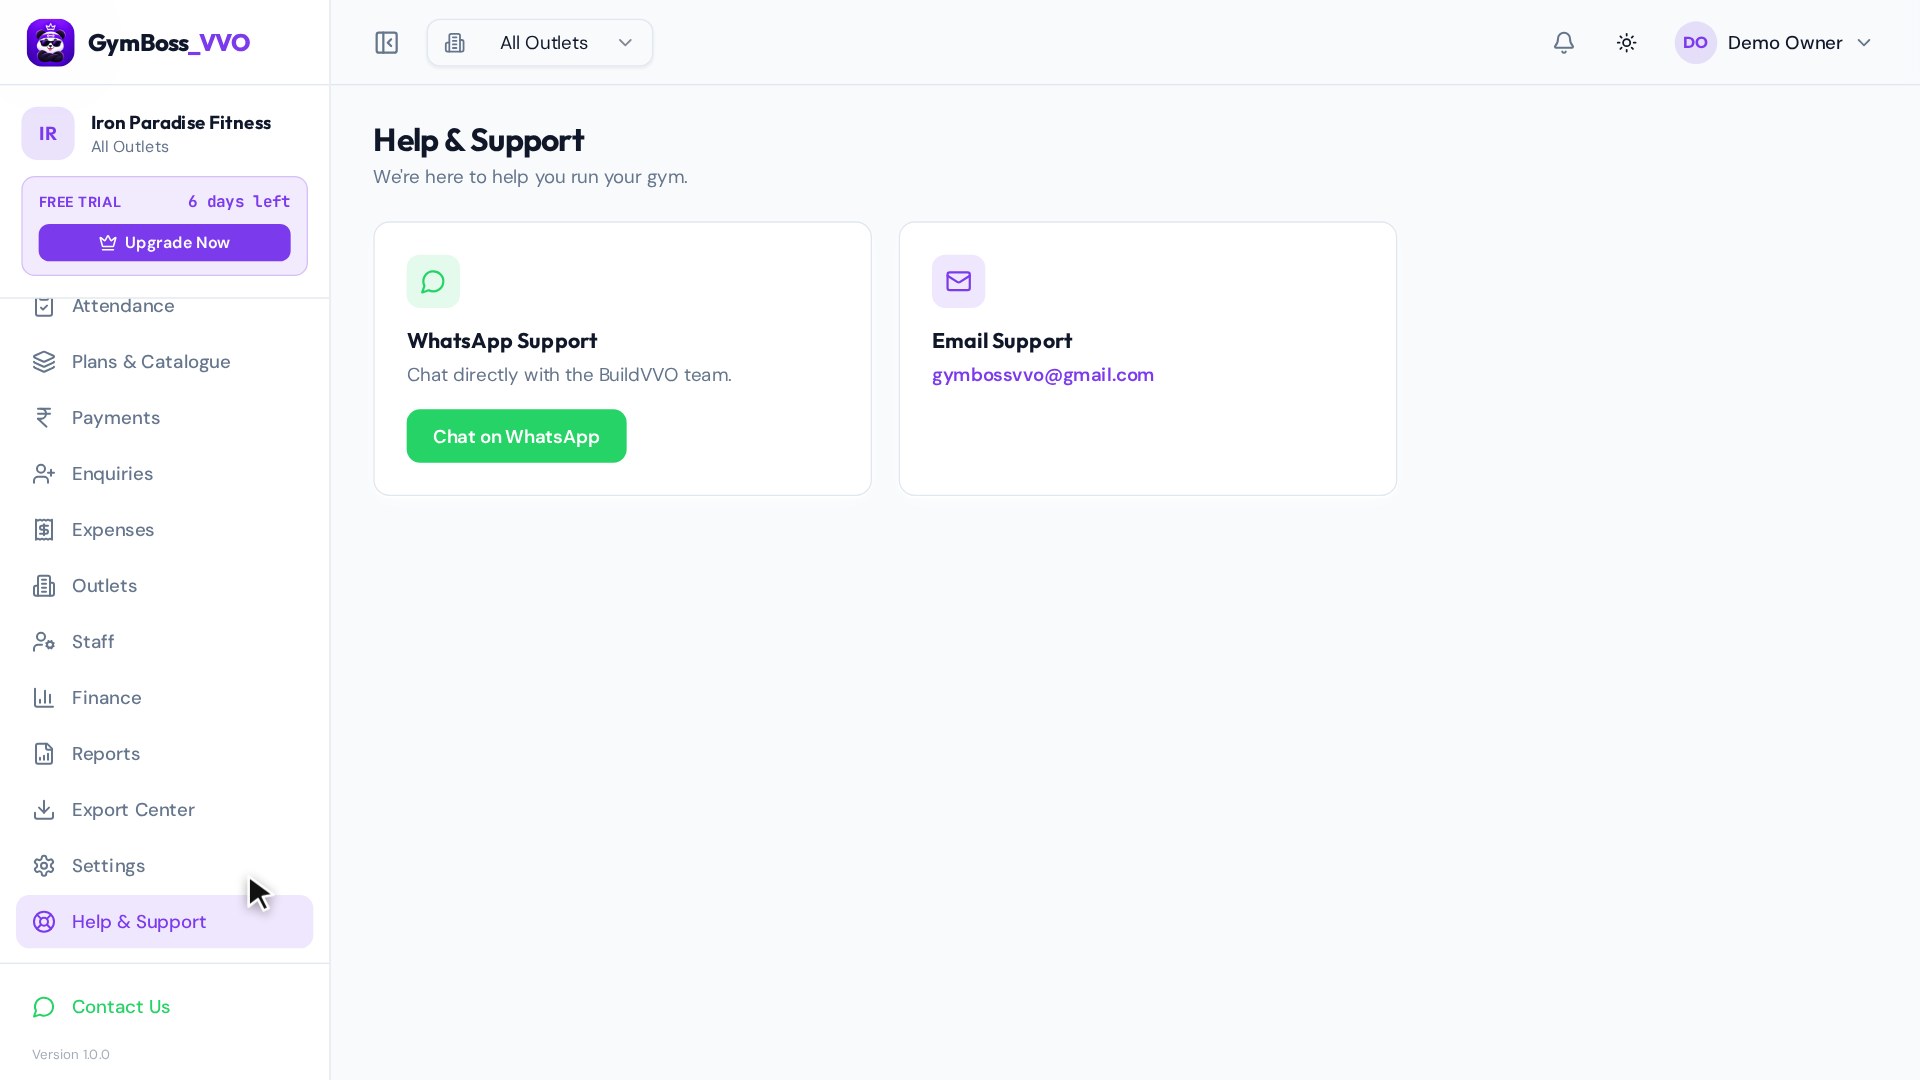 GymBoss_VVO
All Outlets
DO
Demo Owner
IR
Iron Paradise Fitness
All Outlets
FREE TRIAL
6 days left
Upgrade Now
Attendance
Plans & Catalogue
Payments
Enquiries
Expenses
Outlets
Staff
Finance
Reports
Export Center
Settings
Help & Support
Contact Us
Version 1.0.0
Help & Support
We're here to help you run your gym.
WhatsApp Support
Chat directly with the BuildVVO team.
Chat on WhatsApp
Email Support
gymbossvvo@gmail.com